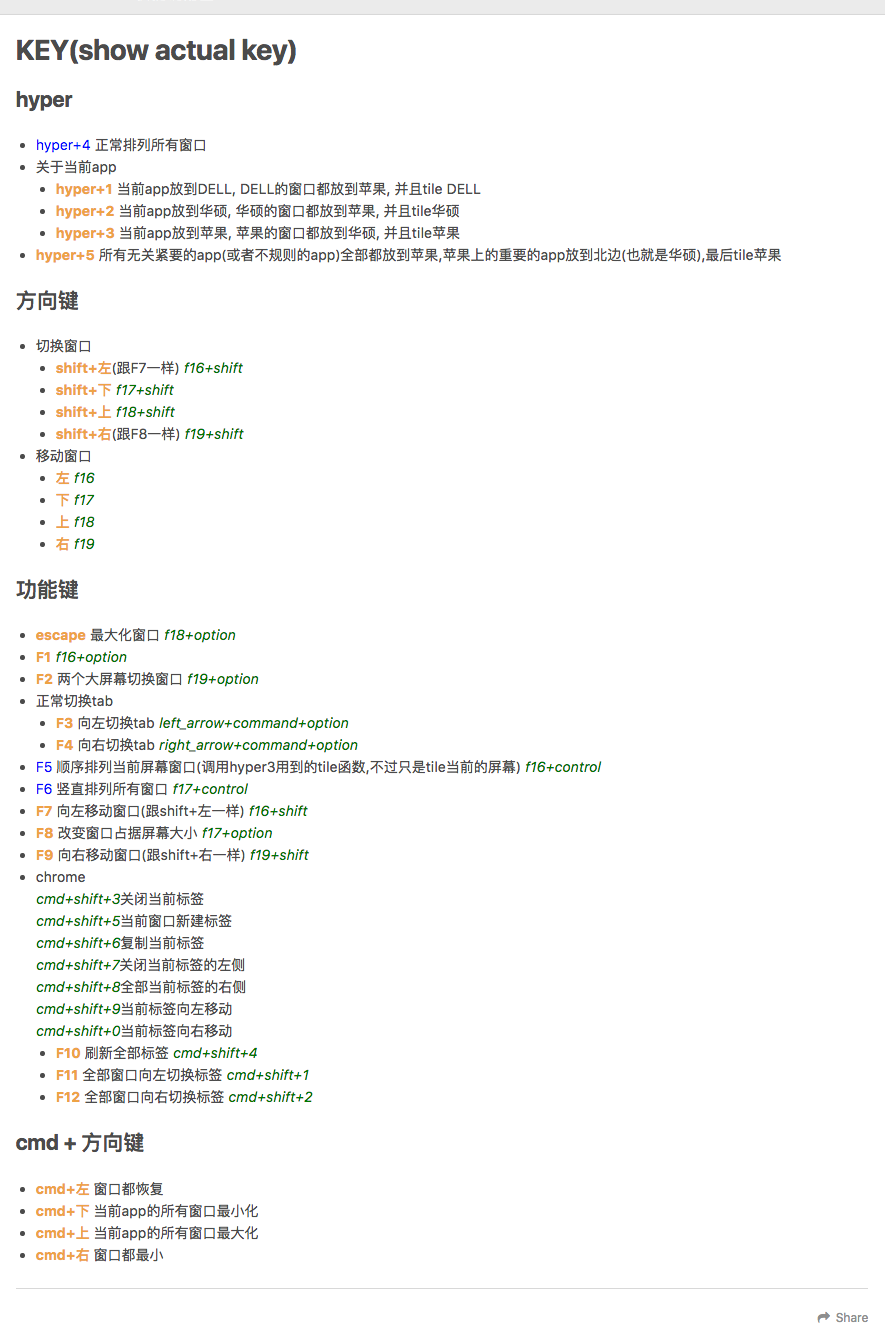 KEY(show actual key)
hyper
hyper+4 正常排列所有窗口
关于当前app
hyper+1 当前app放到DELL, DELL的窗口都放到苹果, 并且tile DELL
hyper+2 当前app放到华硕, 华硕的窗口都放到苹果, 并且tile华硕
hyper+3 当前app放到苹果, 苹果的窗口都放到华硕, 并且tile苹果
hyper+5 所有无关紧要的app(或者不规则的app)全部都放到苹果,苹果上的重要的app放到北边(也就是华硕),最后tile苹果
方向键
切换窗口
shift+左(跟F7一样) f16+shift
shift+下 f17+shift
shift+上 f18+shift
shift+右(跟F8一样) f19+shift
移动窗口
左 f16
下 f17
上 f18
右 f19
功能键
escape 最大化窗口 f18+option
F1 f16+option
F2 两个大屏幕切换窗口 f19+option
正常切换tab
F3 向左切换tab left_arrow+command+option
F4 向右切换tab right_arrow+command+option
F5 顺序排列当前屏幕窗口(调用hyper3用到的tile函数,不过只是tile当前的屏幕) f16+control
F6 竖直排列所有窗口 f17+control
F7 向左移动窗口(跟shift+左一样) f16+shift
F8 改变窗口占据屏幕大小 f17+option
F9 向右移动窗口(跟shift+右一样) f19+shift
chrome
cmd+shift+3关闭当前标签
cmd+shift+5当前窗口新建标签
cmd+shift+6复制当前标签
cmd+shift+7关闭当前标签的左侧
cmd+shift+8全部当前标签的右侧
cmd+shift+9当前标签向左移动
cmd+shift+0当前标签向右移动
F10 刷新全部标签 cmd+shift+4
F11 全部窗口向左切换标签 cmd+shift+1
F12 全部窗口向右切换标签 cmd+shift+2
cmd + 方向键
cmd+左 窗口都恢复
cmd+下 当前app的所有窗口最小化
cmd+上 当前app的所有窗口最大化
cmd+右 窗口都最小
Share